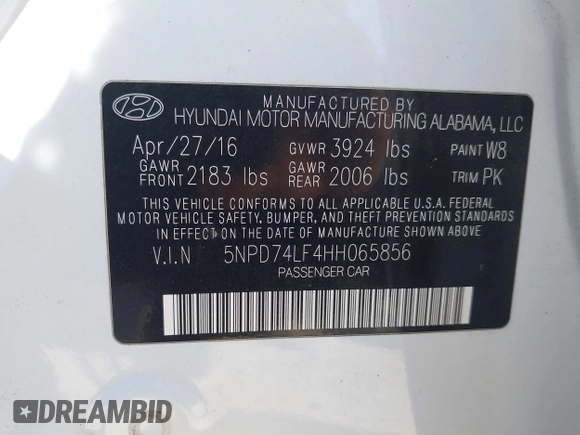 MANUFACTURED BY
HYUNDAI MOTOR MANUFACTURING ALABAMA, LLC
Apr/27/16 GVWR 3924 lbs PAINT W8
GAWR FRONT 2183 lbs GAWR REAR 2006 lbs TRIM PK
THIS VEHICLE CONFORMS TO ALL APPLICABLE U.S.A. FEDERAL
MOTOR VEHICLE SAFETY, BUMPER, AND THEFT PREVENTION STANDARDS
IN EFFECT ON THE DATE OF MANUFACTURE SHOWN ABOVE
V.I.N 5NPD74LF4HH065856
PASSENGER CAR
DREAMBID